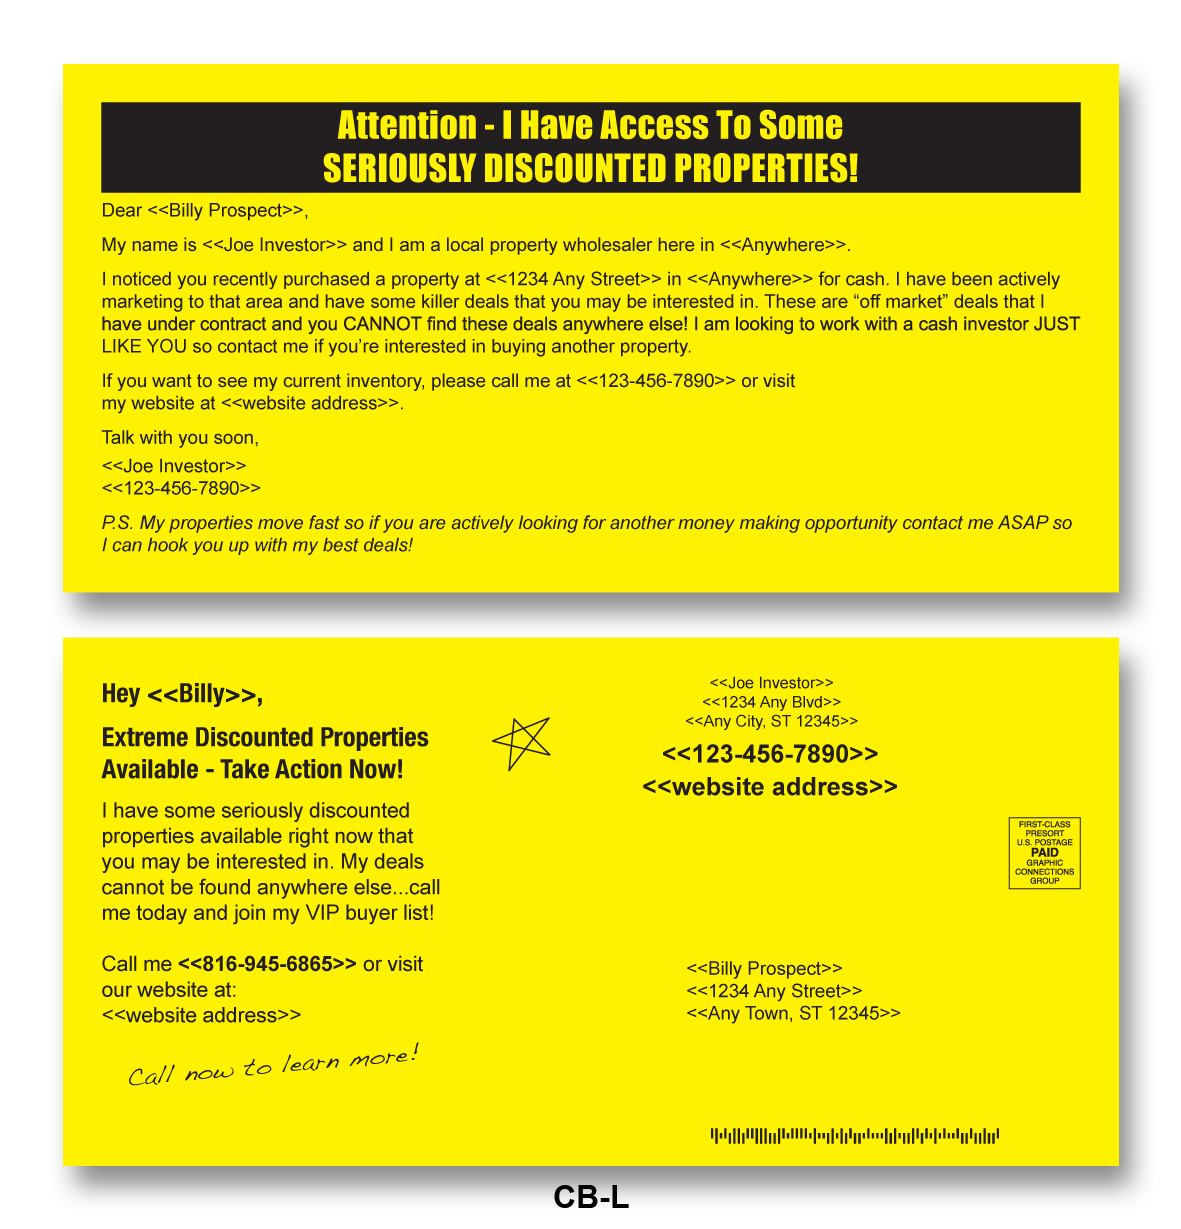 Attention - I Have Access To Some
SERIOUSLY DISCOUNTED PROPERTIES!
Dear <<Billy Prospect>>,
My name is <<Joe Investor>> and I am a local property wholesaler here in <<Anywhere>>.
I noticed you recently purchased a property at <<1234 Any Street>> in <<Anywhere>> for cash. I have been actively
marketing to that area and have some killer deals that you may be interested in. These are “off market” deals that I
have under contract and you CANNOT find these deals anywhere else! I am looking to work with a cash investor JUST
LIKE YOU so contact me if you’re interested in buying another property.
If you want to see my current inventory, please call me at <<123-456-7890>> or visit
my website at <<website address>>.
Talk with you soon,
<<Joe Investor>>
<<123-456-7890>>
P.S. My properties move fast so if you are actively looking for another money making opportunity contact me ASAP so
I can hook you up with my best deals!
Hey <<Billy>>,
Extreme Discounted Properties
Available - Take Action Now!
I have some seriously discounted
properties available right now that
you may be interested in. My deals
cannot be found anywhere else...call
me today and join my VIP buyer list!
Call me <<816-945-6865>> or visit
our website at:
<<website address>>
Call now to learn more!
<<Joe Investor>>
<<1234 Any Blvd>>
<<Any City, ST 12345>>
<<123-456-7890>>
<<website address>>
FIRST-CLASS
PRESORT
U.S. POSTAGE
PAID
GRAPHIC
CONNECTIONS
GROUP
<<Billy Prospect>>
<<1234 Any Street>>
<<Any Town, ST 12345>>
CB-L